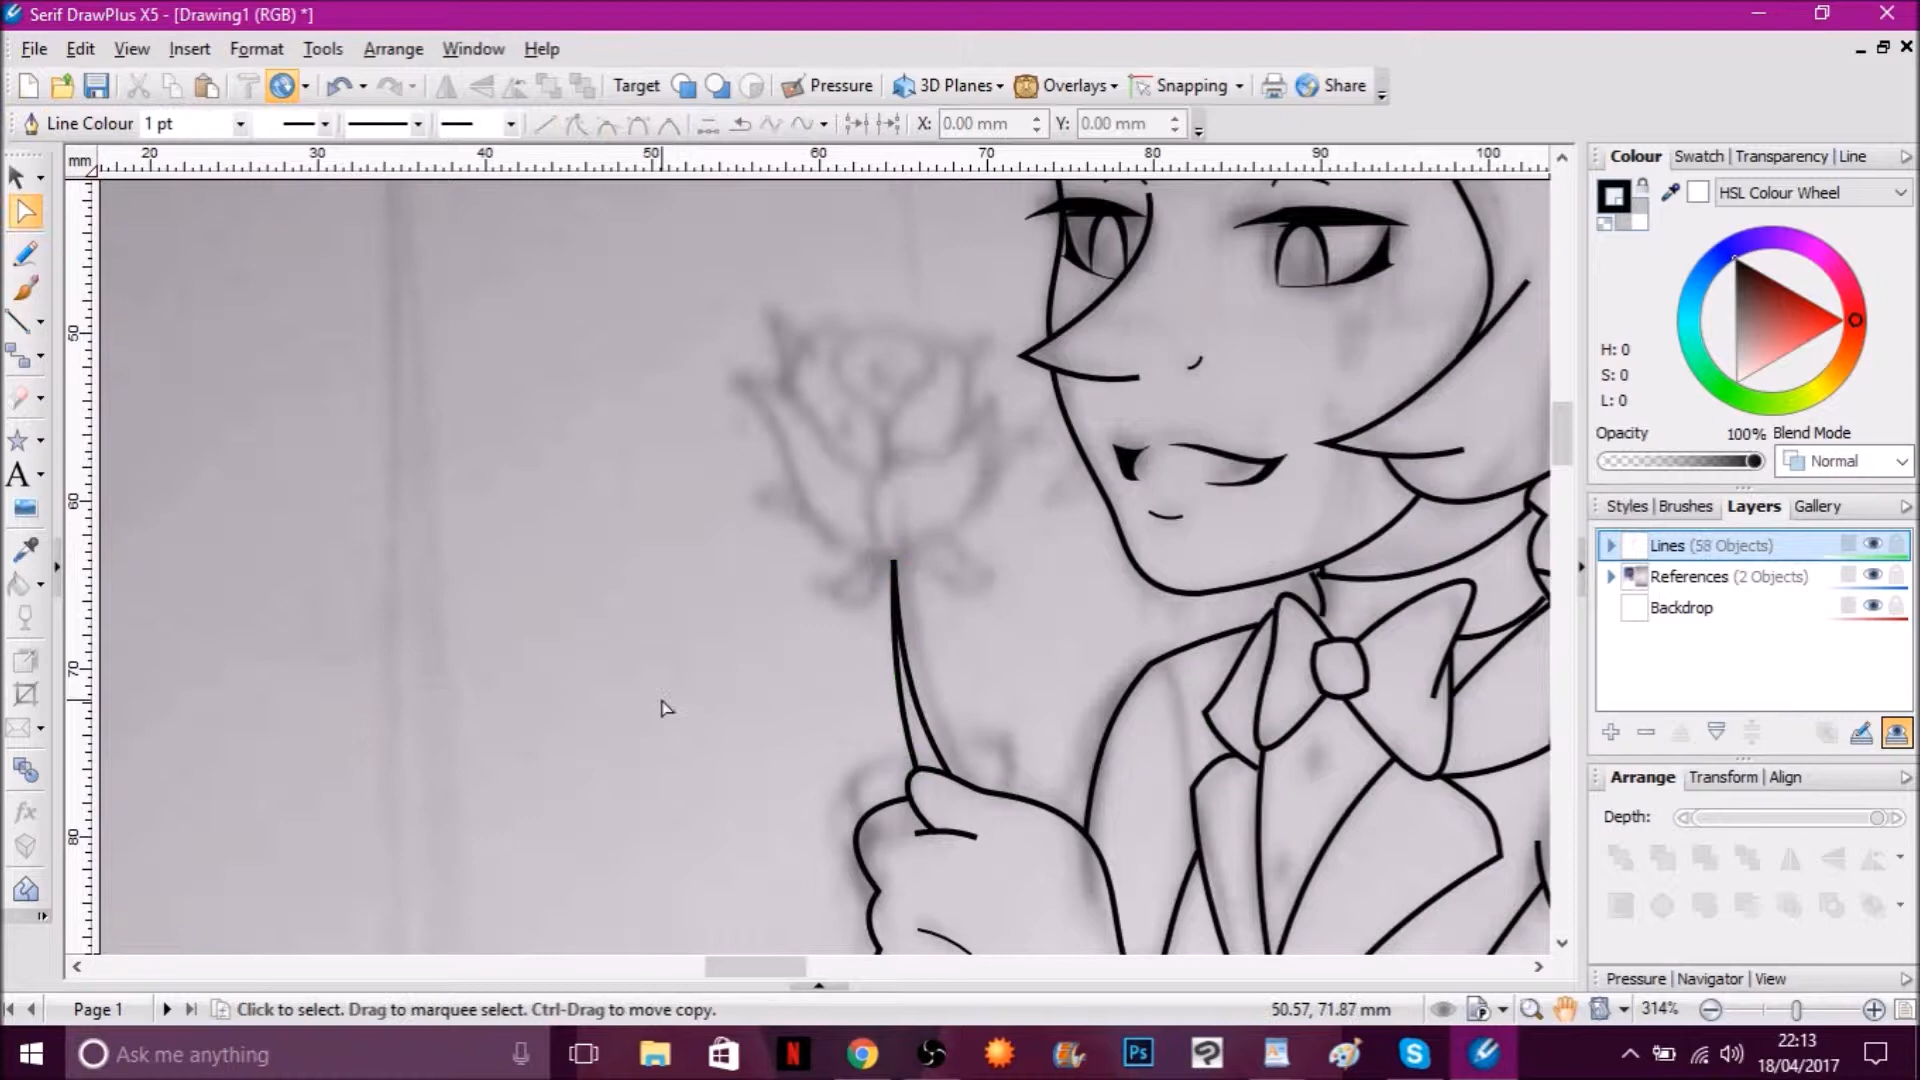 Serif DrawPlus X5 - [Drawing1 (RGB) *]
File Edit View Insert Format Tools Arrange Window Help
Target Pressure 3D Planes Overlays Snapping Share
Line Colour 1 pt X: 0.00 mm Y: 0.00 mm
mm 20 30 40 50 60 70 80 90 100
50
60
70
80
Colour Swatch Transparency Line
HSL Colour Wheel
H: 0
S: 0
L: 0
Opacity 100% Blend Mode
Normal
Styles Brushes Layers Gallery
Lines (58 Objects)
References (2 Objects)
Backdrop
Arrange Transform Align
Depth:
Pressure Navigator View
Page 1 Click to select. Drag to marquee select. Ctrl-Drag to move copy. 50.57, 71.87 mm 314%
Ask me anything
N
Ps
S
22:13
18/04/2017
A
fx